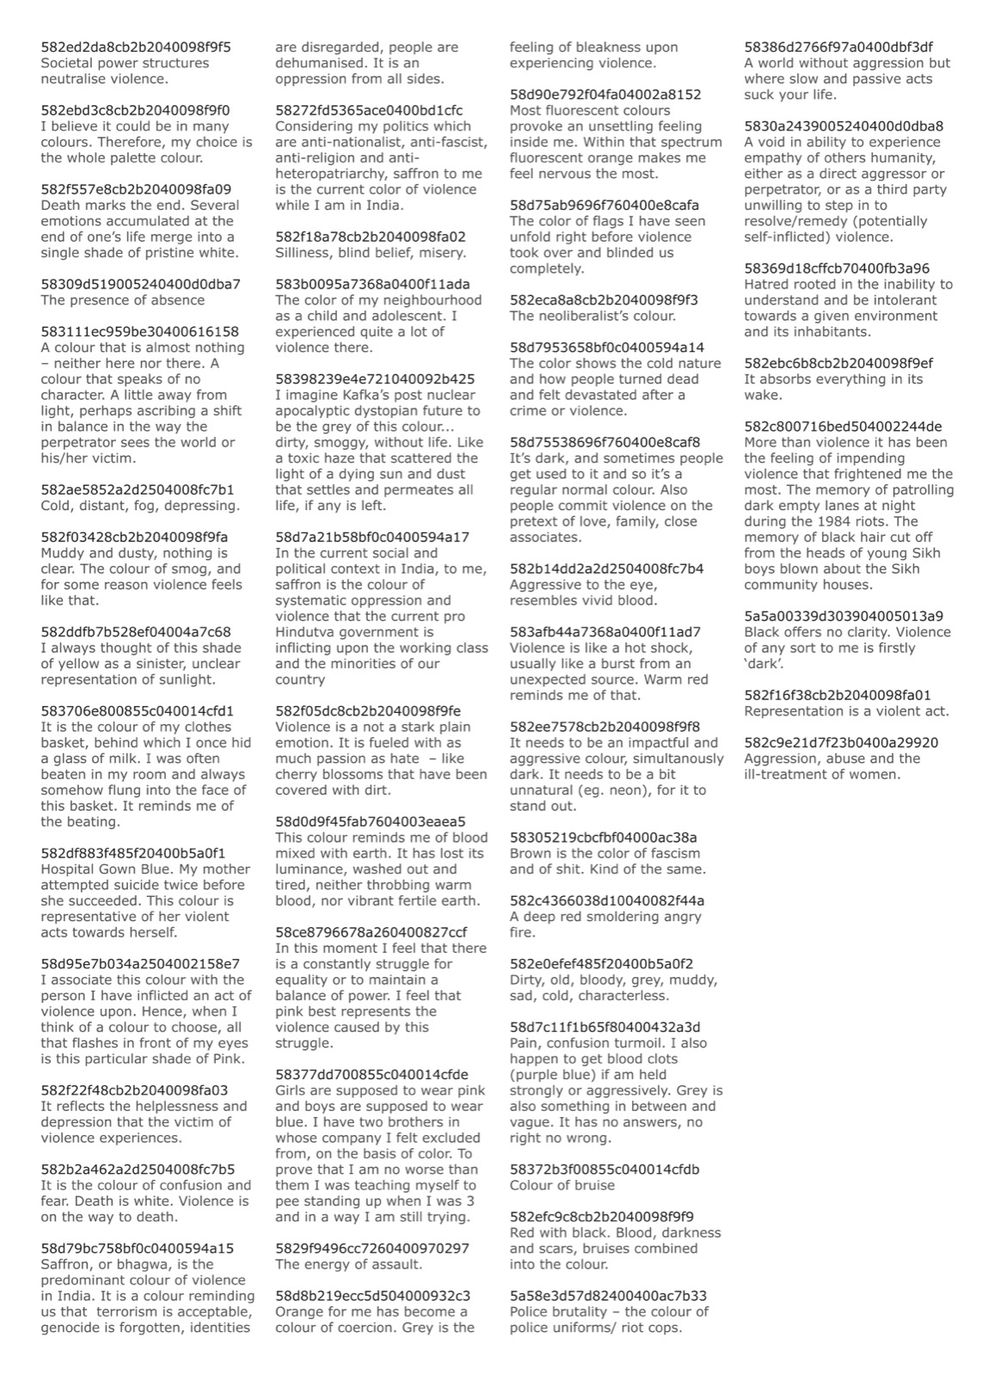 582ed2da8cb2b2040098f9f5
Societal power structures
neutralise violence.
582ebd3c8cb2b2040098f9f0
I believe it could be in many
colours. Therefore, my choice is
the whole palette colour.
582f557e8cb2b2040098fa09
Death marks the end. Several
emotions accumulated at the
end of one’s life merge into a
single shade of pristine white.
58309d519005240400d0dba7
The presence of absence
583111ec959be30400616158
A colour that is almost nothing
– neither here nor there. A
colour that speaks of no
character. A little away from
light, perhaps ascribing a shift
in balance in the way the
perpetrator sees the world or
his/her victim.
582ae5852a2d2504008fc7b1
Cold, distant, fog, depressing.
582f03428cb2b2040098f9fa
Muddy and dusty, nothing is
clear. The colour of smog, and
for some reason violence feels
like that.
582ddfb7b528ef04004a7c68
I always thought of this shade
of yellow as a sinister, unclear
representation of sunlight.
583706e800855c040014cfd1
It is the colour of my clothes
basket, behind which I once hid
a glass of milk. I was often
beaten in my room and always
somehow flung into the face of
this basket. It reminds me of
the beating.
582df883f485f20400b5a0f1
Hospital Gown Blue. My mother
attempted suicide twice before
she succeeded. This colour is
representative of her violent
acts towards herself.
58d95e7b034a2504002158e7
I associate this colour with the
person I have inflicted an act of
violence upon. Hence, when I
think of a colour to choose, all
that flashes in front of my eyes
is this particular shade of Pink.
582f22f48cb2b2040098fa03
It reflects the helplessness and
depression that the victim of
violence experiences.
582b2a462a2d2504008fc7b5
It is the colour of confusion and
fear. Death is white. Violence is
on the way to death.
58d79bc758bf0c0400594a15
Saffron, or bhagwa, is the
predominant colour of violence
in India. It is a colour reminding
us that  terrorism is acceptable,
genocide is forgotten, identities
are disregarded, people are
dehumanised. It is an
oppression from all sides.
58272fd5365ace0400bd1cfc
Considering my politics which
are anti-nationalist, anti-fascist,
anti-religion and anti-
heteropatriarchy, saffron to me
is the current color of violence
while I am in India.
582f18a78cb2b2040098fa02
Silliness, blind belief, misery.
583b0095a7368a0400f11ada
The color of my neighbourhood
as a child and adolescent. I
experienced quite a lot of
violence there.
58398239e4e721040092b425
I imagine Kafka’s post nuclear
apocalyptic dystopian future to
be the grey of this colour...
dirty, smoggy, without life. Like
a toxic haze that scattered the
light of a dying sun and dust
that settles and permeates all
life, if any is left.
58d7a21b58bf0c0400594a17
In the current social and
political context in India, to me,
saffron is the colour of
systematic oppression and
violence that the current pro
Hindutva government is
inflicting upon the working class
and the minorities of our
country
582f05dc8cb2b2040098f9fe
Violence is a not a stark plain
emotion. It is fueled with as
much passion as hate  – like
cherry blossoms that have been
covered with dirt.
58d0d9f45fab7604003eaea5
This colour reminds me of blood
mixed with earth. It has lost its
luminance, washed out and
tired, neither throbbing warm
blood, nor vibrant fertile earth.
58ce8796678a260400827ccf
In this moment I feel that there
is a constantly struggle for
equality or to maintain a
balance of power. I feel that
pink best represents the
violence caused by this
struggle.
58377dd700855c040014cfde
Girls are supposed to wear pink
and boys are supposed to wear
blue. I have two brothers in
whose company I felt excluded
from, on the basis of color. To
prove that I am no worse than
them I was teaching myself to
pee standing up when I was 3
and in a way I am still trying.
5829f9496cc7260400970297
The energy of assault.
58d8b219ecc5d504000932c3
Orange for me has become a
colour of coercion. Grey is the
feeling of bleakness upon
experiencing violence.
58d90e792f04fa04002a8152
Most fluorescent colours
provoke an unsettling feeling
inside me. Within that spectrum
fluorescent orange makes me
feel nervous the most.
58d75ab9696f760400e8cafa
The color of flags I have seen
unfold right before violence
took over and blinded us
completely.
582eca8a8cb2b2040098f9f3
The neoliberalist’s colour.
58d7953658bf0c0400594a14
The color shows the cold nature
and how people turned dead
and felt devastated after a
crime or violence.
58d75538696f760400e8caf8
It’s dark, and sometimes people
get used to it and so it’s a
regular normal colour. Also
people commit violence on the
pretext of love, family, close
associates.
582b14dd2a2d2504008fc7b4
Aggressive to the eye,
resembles vivid blood.
583afb44a7368a0400f11ad7
Violence is like a hot shock,
usually like a burst from an
unexpected source. Warm red
reminds me of that.
582ee7578cb2b2040098f9f8
It needs to be an impactful and
aggressive colour, simultanously
dark. It needs to be a bit
unnatural (eg. neon), for it to
stand out.
58305219cbcfbf04000ac38a
Brown is the color of fascism
and of shit. Kind of the same.
582c4366038d10040082f44a
A deep red smoldering angry
fire.
582e0efef485f20400b5a0f2
Dirty, old, bloody, grey, muddy,
sad, cold, characterless.
58d7c11f1b65f80400432a3d
Pain, confusion turmoil. I also
happen to get blood clots
(purple blue) if am held
strongly or aggressively. Grey is
also something in between and
vague. It has no answers, no
right no wrong.
58372b3f00855c040014cfdb
Colour of bruise
582efc9c8cb2b2040098f9f9
Red with black. Blood, darkness
and scars, bruises combined
into the colour.
5a58e3d57d82400400ac7b33
Police brutality – the colour of
police uniforms/ riot cops.
58386d2766f97a0400dbf3df
A world without aggression but
where slow and passive acts
suck your life.
5830a2439005240400d0dba8
A void in ability to experience
empathy of others humanity,
either as a direct aggressor or
perpetrator, or as a third party
unwilling to step in to
resolve/remedy (potentially
self-inflicted) violence.
58369d18cffcb70400fb3a96
Hatred rooted in the inability to
understand and be intolerant
towards a given environment
and its inhabitants.
582ebc6b8cb2b2040098f9ef
It absorbs everything in its
wake.
582c800716bed504002244de
More than violence it has been
the feeling of impending
violence that frightened me the
most. The memory of patrolling
dark empty lanes at night
during the 1984 riots. The
memory of black hair cut off
from the heads of young Sikh
boys blown about the Sikh
community houses.
5a5a00339d303904005013a9
Black offers no clarity. Violence
of any sort to me is firstly
‘dark’.
582f16f38cb2b2040098fa01
Representation is a violent act.
582c9e21d7f23b0400a29920
Aggression, abuse and the
ill-treatment of women.